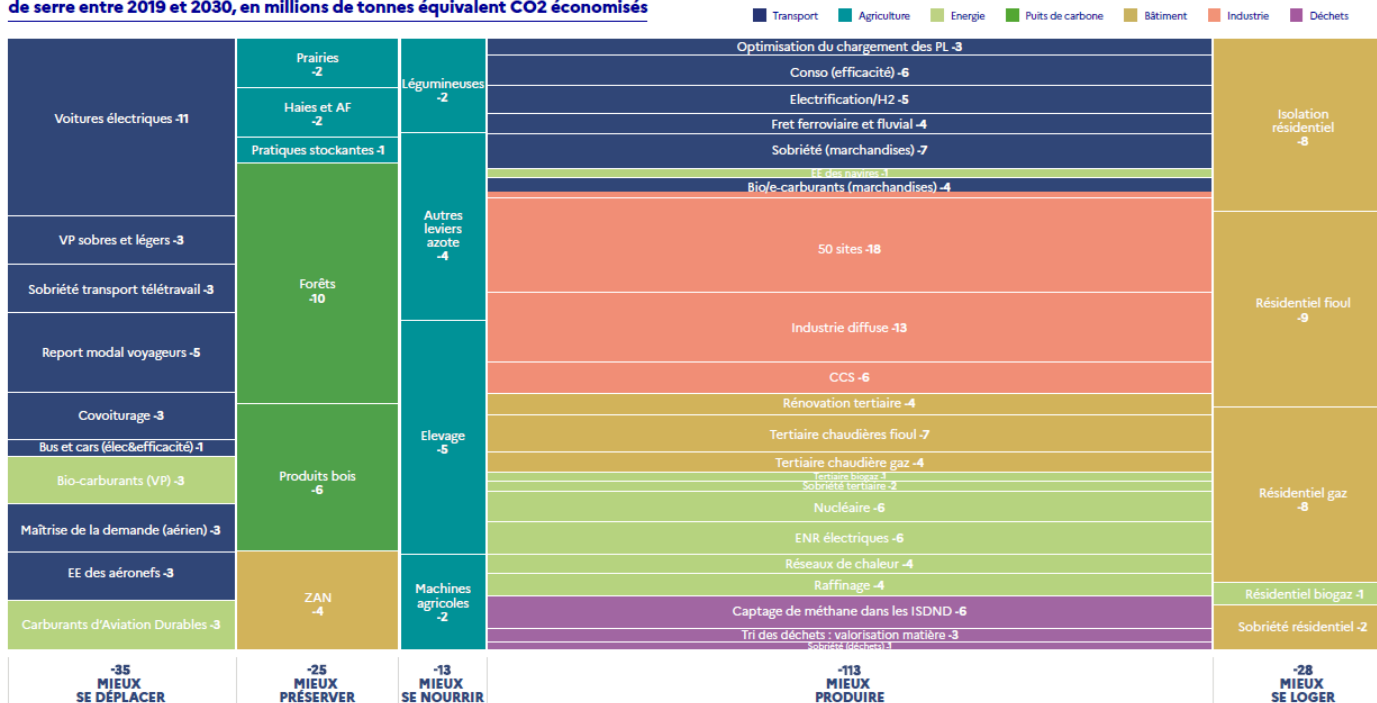 de serre entre 2019 et 2030, en millions de tonnes équivalent CO2 économisés
Transport
Agriculture
Energie
Puits de carbone
Bâtiment
Industrie
Déchets
Voitures électriques -11
VP sobres et légers -3
Sobriété transport télétravail -3
Report modal voyageurs -5
Covoiturage -3
Bus et cars (élec&efficacité) -1
Bio-carburants (VP) -3
Maîtrise de la demande (aérien) -3
EE des aéronefs -3
Carburants d'Aviation Durables -3
-35
MIEUX
SE DÉPLACER
Prairies
-2
Haies et AF
-2
Pratiques stockantes -1
Forêts
-10
Produits bois
-6
ZAN
-4
-25
MIEUX
PRÉSERVER
Légumineuses
-2
Autres
leviers
azote
-4
Elevage
-5
Machines
agricoles
-2
-13
MIEUX
SE NOURRIR
Optimisation du chargement des PL -3
Conso (efficacité) -6
Electrification/H2 -5
Fret ferroviaire et fluvial -4
Sobriété (marchandises) -7
EE des navires -1
Bio/e-carburants (marchandises) -4
50 sites -18
Industrie diffuse -13
CCS -6
Rénovation tertiaire -4
Tertiaire chaudières fioul -7
Tertiaire chaudière gaz -4
Tertiaire biogaz -1
Sobriété tertiaire -2
Nucléaire -6
ENR électriques -6
Réseaux de chaleur -4
Raffinage -4
Captage de méthane dans les ISDND -6
Tri des déchets : valorisation matière -3
Sobriété (déchets) -1
-113
MIEUX
PRODUIRE
Isolation
résidentiel
-8
Résidentiel fioul
-9
Résidentiel gaz
-8
Résidentiel biogaz -1
Sobriété résidentiel -2
-28
MIEUX
SE LOGER